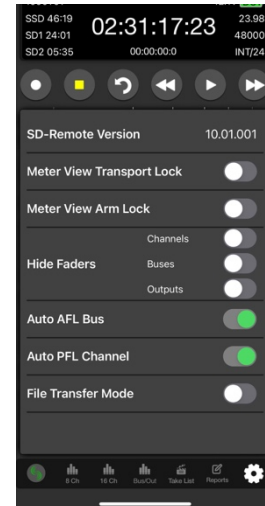 SSD 46:19
02:31:17:23
23.98
SD1 24:01
48000
SD2 05:35
00:00:00:0
INT/24
SD-Remote Version
10.01.001
Meter View Transport Lock
Meter View Arm Lock
Channels
Hide Faders
Buses
Outputs
Auto AFL Bus
Auto PFL Channel
File Transfer Mode
8 Ch
16 Ch
Bus/Out
Take List
Reports